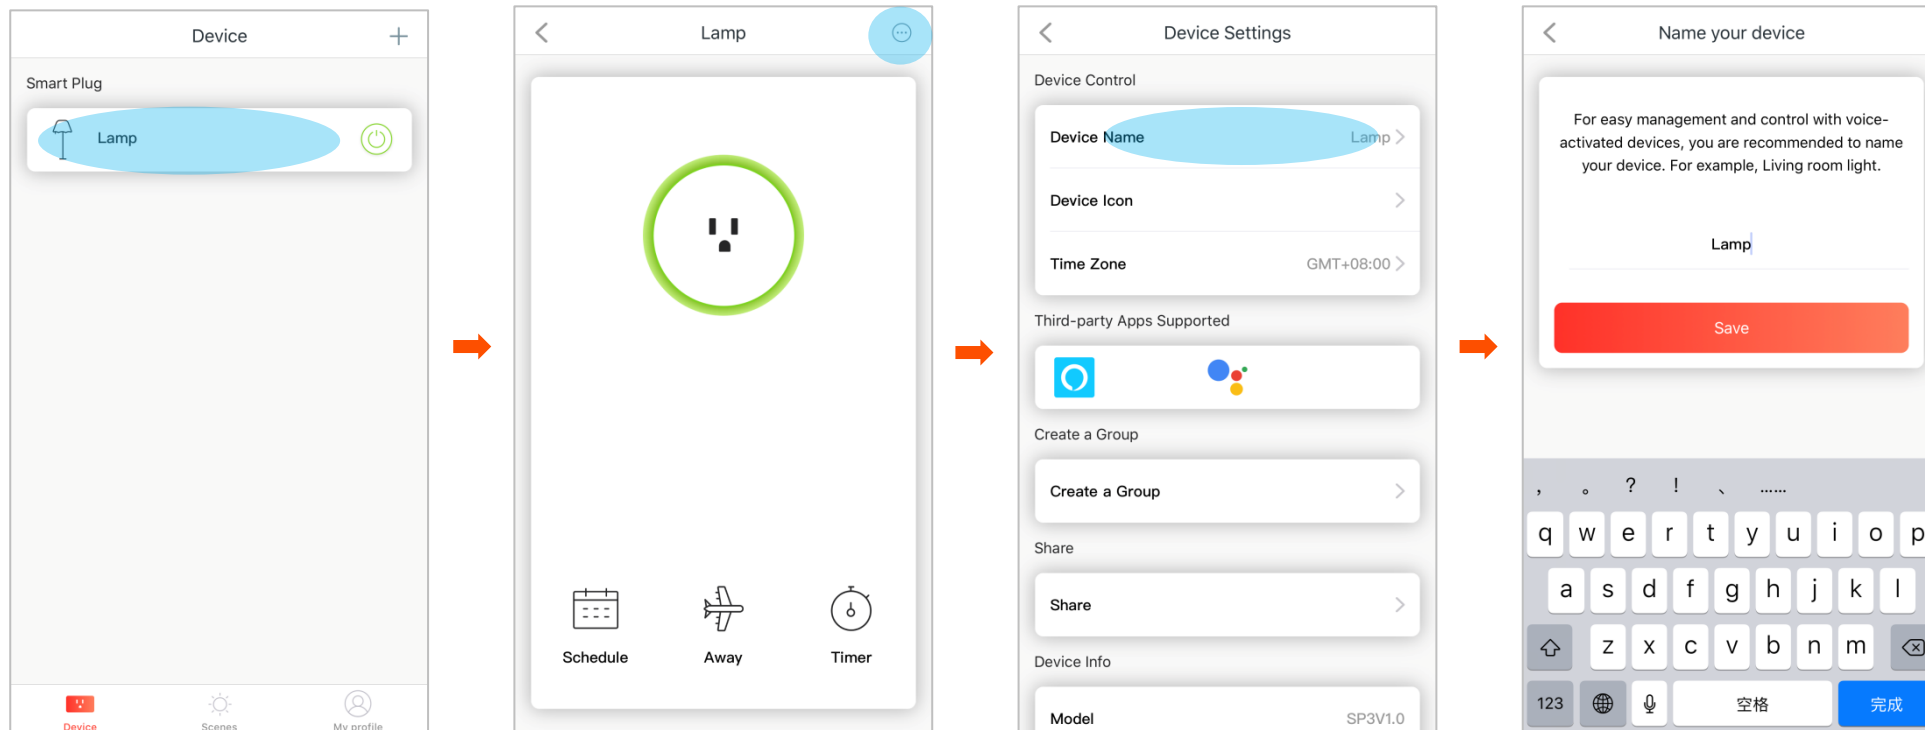 Device
Smart Plug
Lamp
Device
Scenes
My profile
Lamp
Schedule
Away
Timer
Device Settings
Device Control
Device Name
Lamp
Device Icon
Time Zone
GMT+08:00
Third-party Apps Supported
Create a Group
Create a Group
Share
Share
Device Info
Model
SP3V1.0
Name your device
For easy management and control with voice-
activated devices, you are recommended to name
your device. For example, Living room light.
Lamp
Save
， 。 ? ! 、 ......
q w e r t y u i o p
a s d f g h j k l
z x c v b n m
123 空格 完成